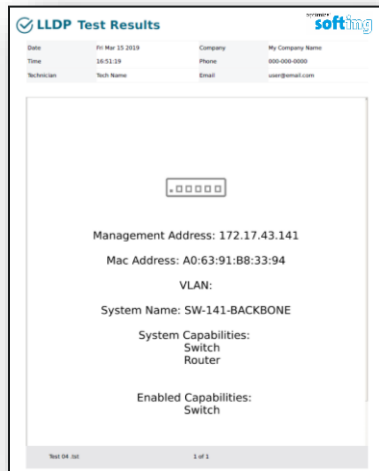 LLDP Test Results
softing
Date Fri Mar 15 2019 Company My Company Name
Time 16:51:19 Phone 000-000-0000
Technician Tech Name Email user@email.com
Management Address: 172.17.43.141
Mac Address: A0:63:91:B8:33:94
VLAN:
System Name: SW-141-BACKBONE
System Capabilities:
Switch
Router
Enabled Capabilities:
Switch
Test 04 .tst 1 of 1